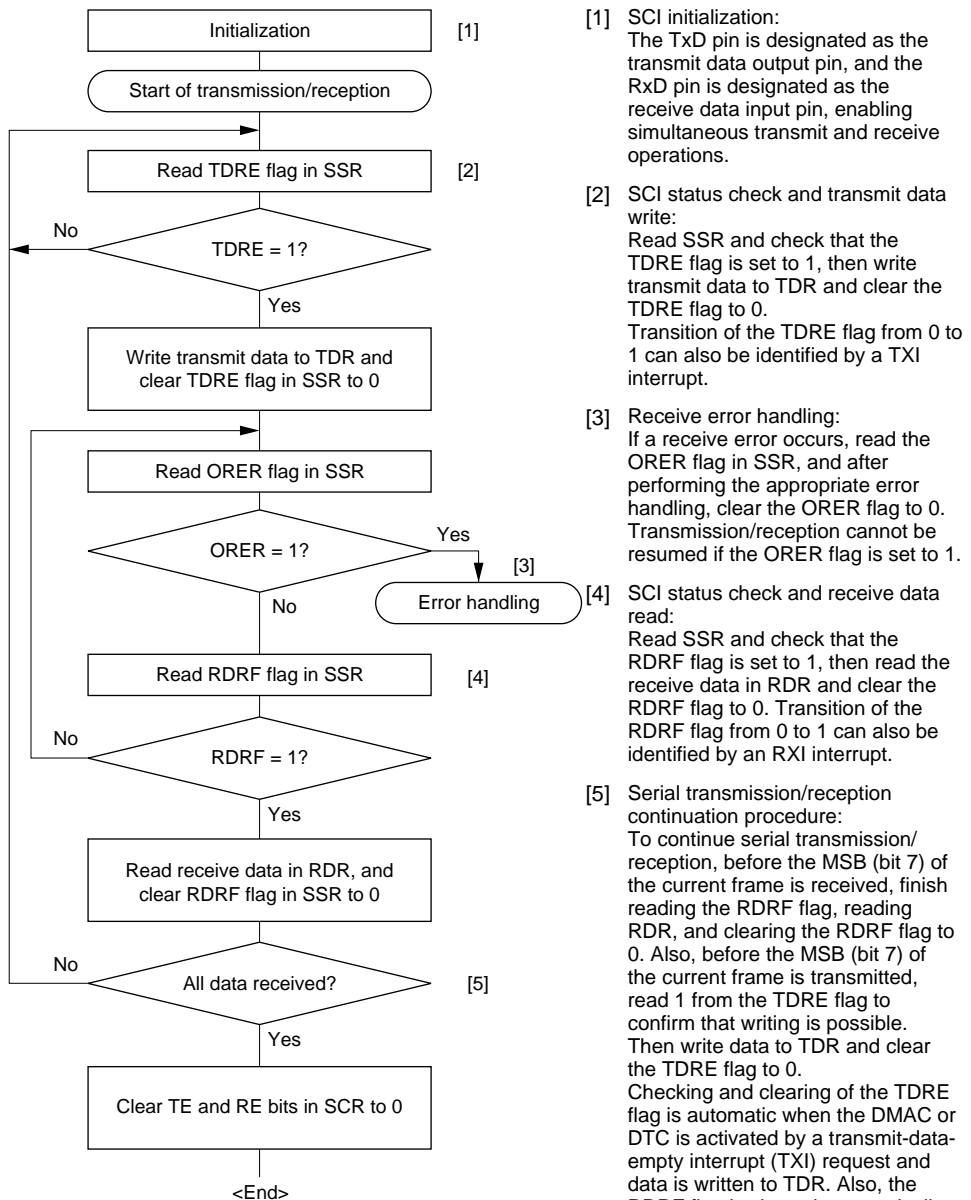 Initialization
[1]
Start of transmission/reception
Read TDRE flag in SSR
[2]
No
TDRE = 1?
Yes
Write transmit data to TDR and
clear TDRE flag in SSR to 0
Read ORER flag in SSR
ORER = 1?
Yes
[3]
Error handling
No
Read RDRF flag in SSR
[4]
No
RDRF = 1?
Yes
Read receive data in RDR, and
clear RDRF flag in SSR to 0
No
All data received?
[5]
Yes
Clear TE and RE bits in SCR to 0
<End>
[1] SCI initialization:
The TxD pin is designated as the
transmit data output pin, and the
RxD pin is designated as the
receive data input pin, enabling
simultaneous transmit and receive
operations.
[2] SCI status check and transmit data
write:
Read SSR and check that the
TDRE flag is set to 1, then write
transmit data to TDR and clear the
TDRE flag to 0.
Transition of the TDRE flag from 0 to
1 can also be identified by a TXI
interrupt.
[3] Receive error handling:
If a receive error occurs, read the
ORER flag in SSR, and after
performing the appropriate error
handling, clear the ORER flag to 0.
Transmission/reception cannot be
resumed if the ORER flag is set to 1.
[4] SCI status check and receive data
read:
Read SSR and check that the
RDRF flag is set to 1, then read the
receive data in RDR and clear the
RDRF flag to 0. Transition of the
RDRF flag from 0 to 1 can also be
identified by an RXI interrupt.
[5] Serial transmission/reception
continuation procedure:
To continue serial transmission/
reception, before the MSB (bit 7) of
the current frame is received, finish
reading the RDRF flag, reading
RDR, and clearing the RDRF flag to
0. Also, before the MSB (bit 7) of
the current frame is transmitted,
read 1 from the TDRE flag to
confirm that writing is possible.
Then write data to TDR and clear
the TDRE flag to 0.
Checking and clearing of the TDRE
flag is automatic when the DMAC or
DTC is activated by a transmit-data-
empty interrupt (TXI) request and
data is written to TDR. Also, the